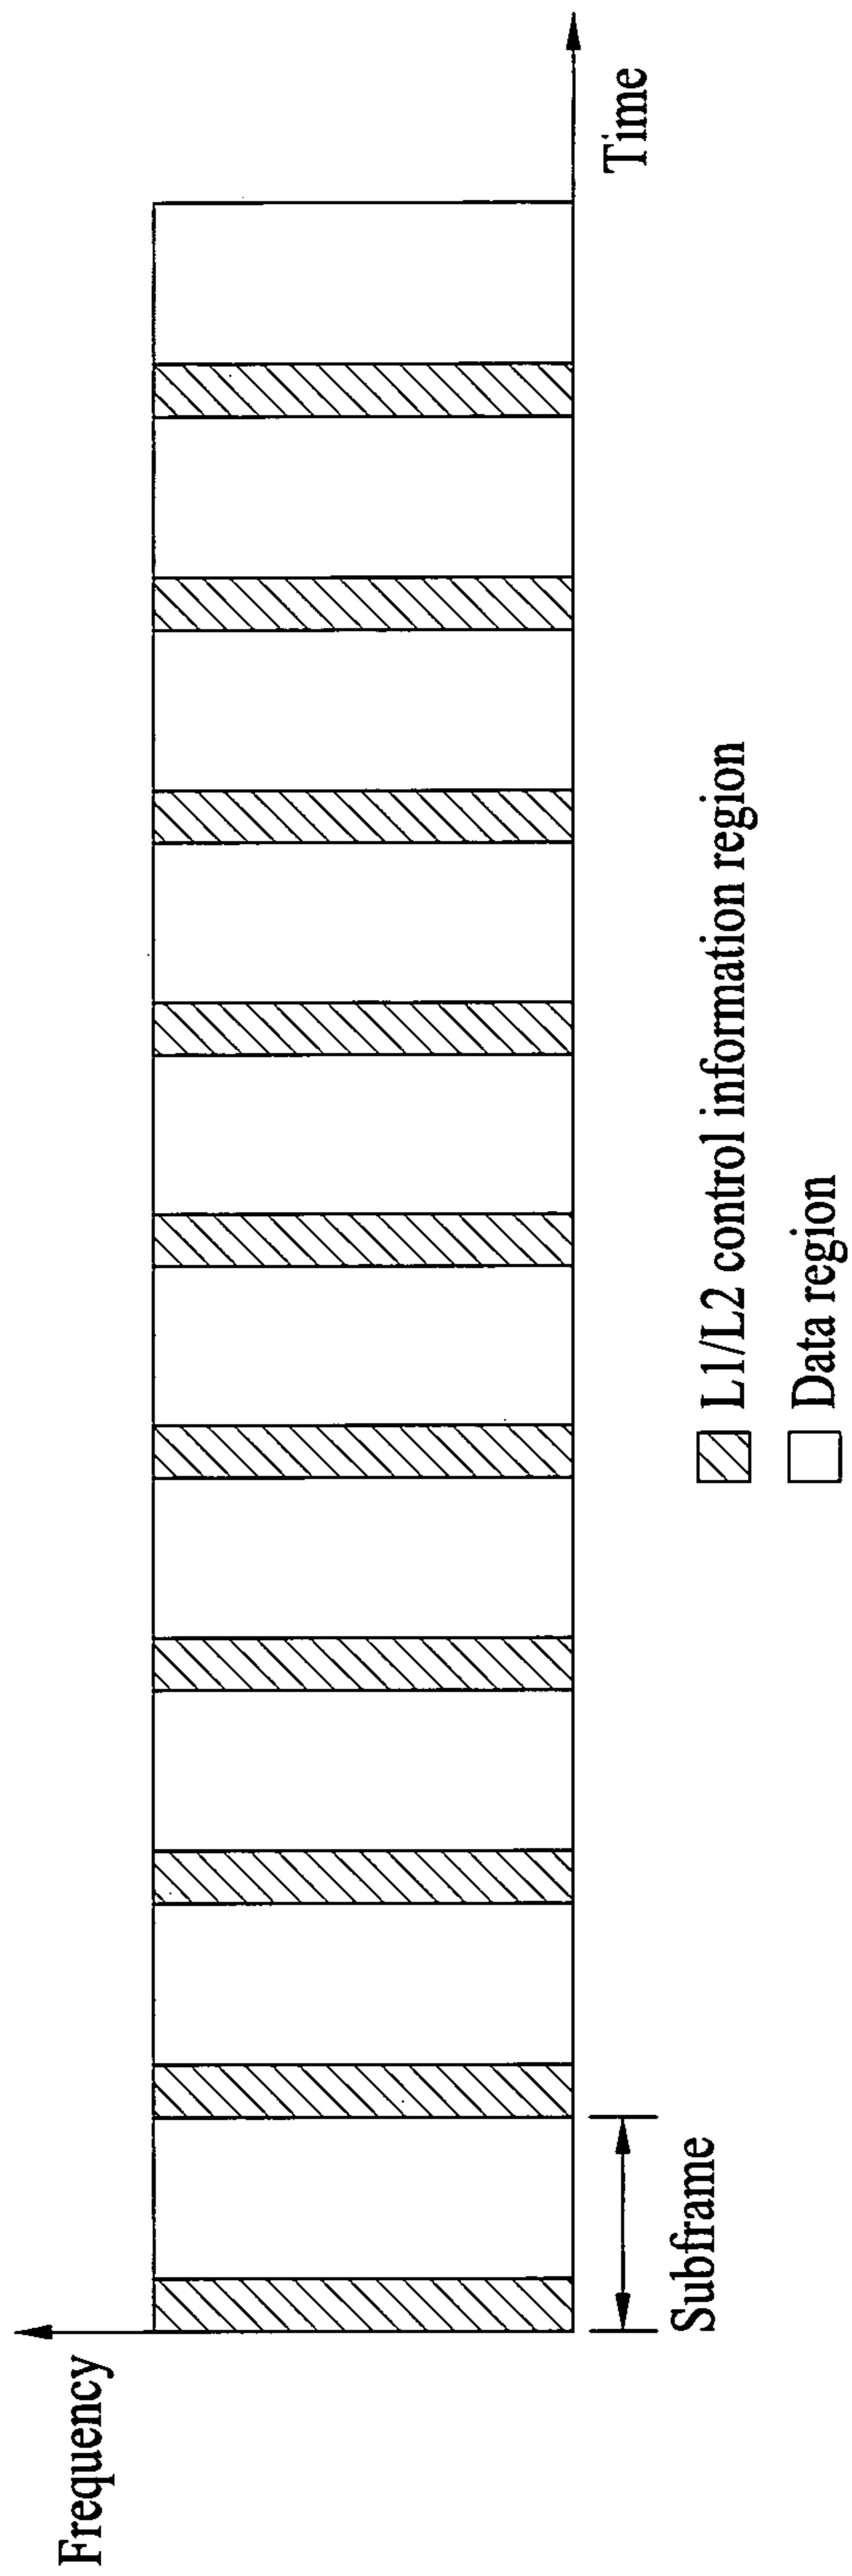 Frequency
Time
Subframe
L1/L2 control information region
Data region